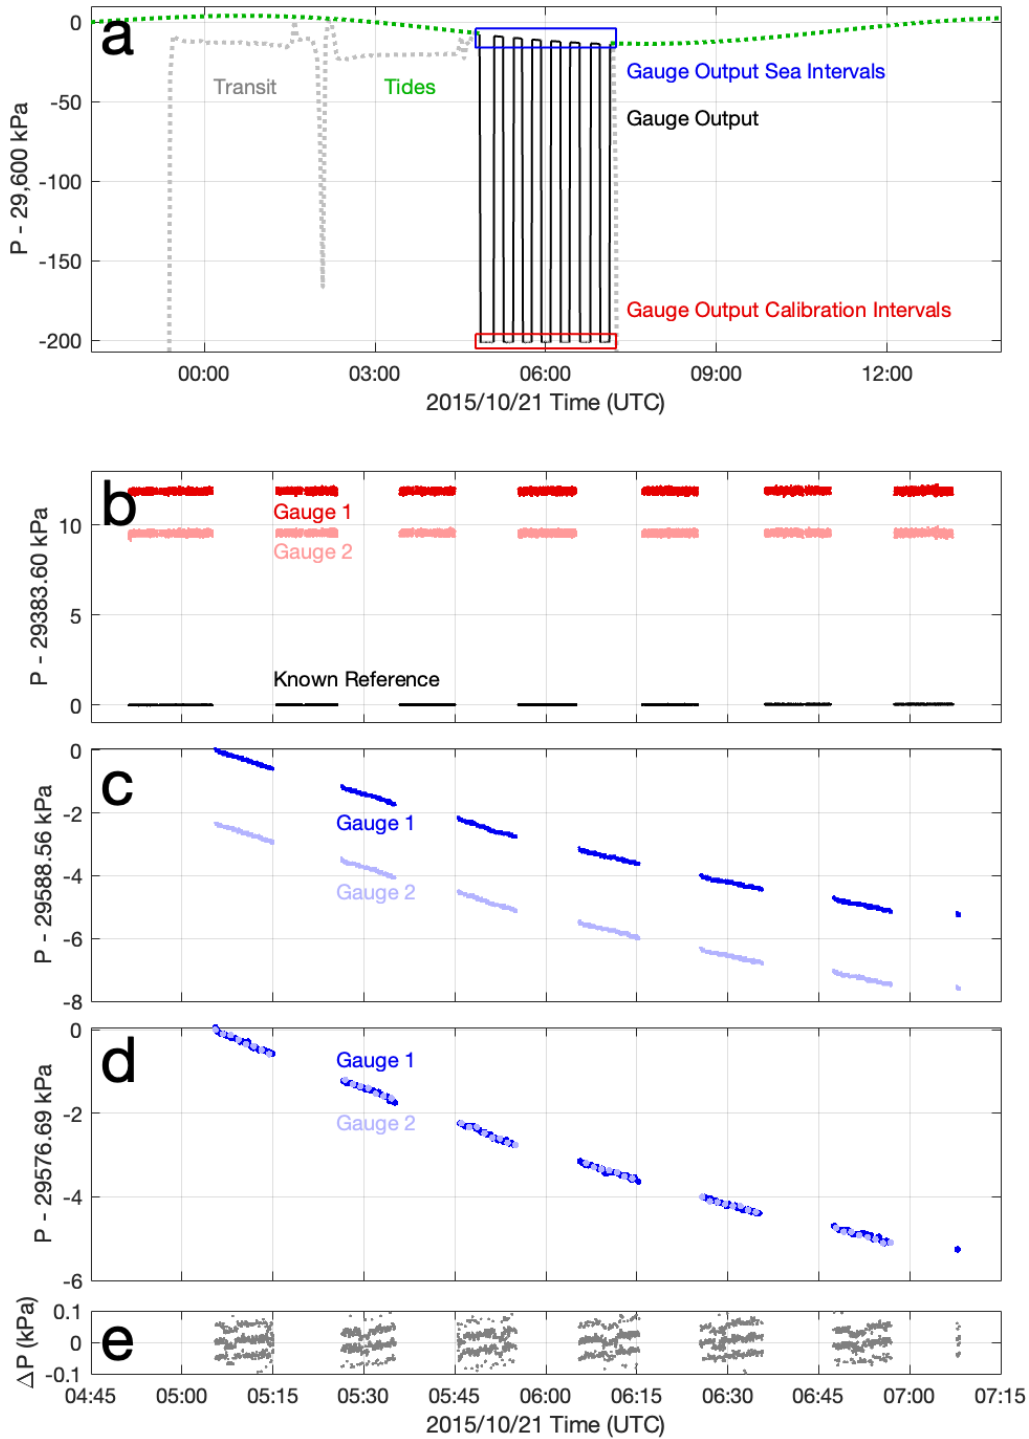 a
0
-50
-100
-150
-200
P - 29,600 kPa
Transit
Tides
Gauge Output Sea Intervals
Gauge Output
Gauge Output Calibration Intervals
00:00 03:00 06:00 09:00 12:00
2015/10/21 Time (UTC)
b
10
5
0
P - 29383.60 kPa
Gauge 1
Gauge 2
Known Reference
c
0
-2
-4
-6
-8
P - 29588.56 kPa
Gauge 1
Gauge 2
d
0
-2
-4
-6
P - 29576.69 kPa
Gauge 1
Gauge 2
e
0.1
0
-0.1
ΔP (kPa)
04:45 05:00 05:15 05:30 05:45 06:00 06:15 06:30 06:45 07:00 07:15
2015/10/21 Time (UTC)